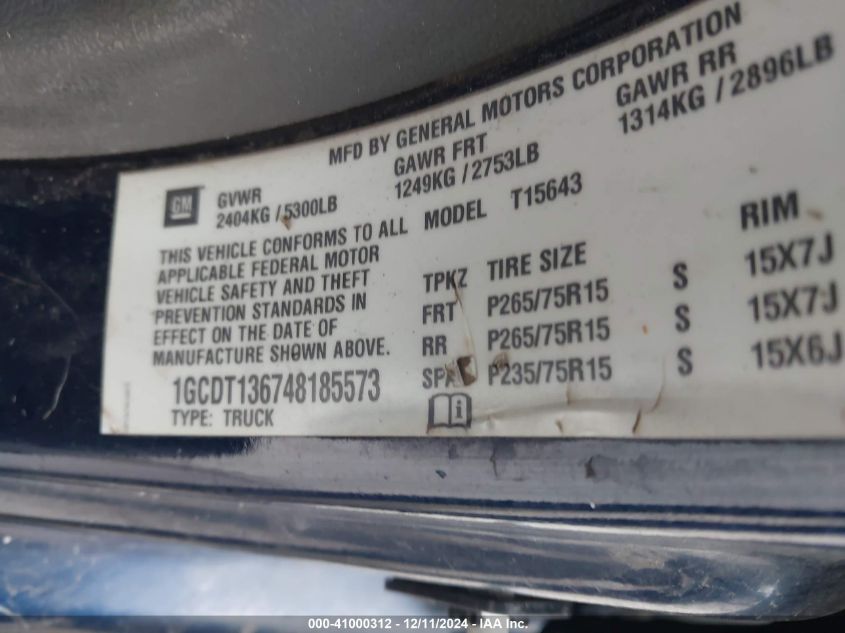 MFD BY GENERAL MOTORS CORPORATION
GM
GVWR GAWR FRT GAWR RR
2404KG / 5300LB 1249KG / 2753LB 1314KG / 2896LB
THIS VEHICLE CONFORMS TO ALL
APPLICABLE FEDERAL MOTOR
VEHICLE SAFETY AND THEFT
PREVENTION STANDARDS IN
EFFECT ON THE DATE OF
MANUFACTURE SHOWN ABOVE.
1GCDT136748185573
TYPE: TRUCK
MODEL T15643
TPKZ TIRE SIZE RIM
FRT P265/75R15 S 15X7J
RR P265/75R15 S 15X7J
P235/75R15 S 15X6J
i
000-41000312 - 12/11/2024 - IAA Inc.